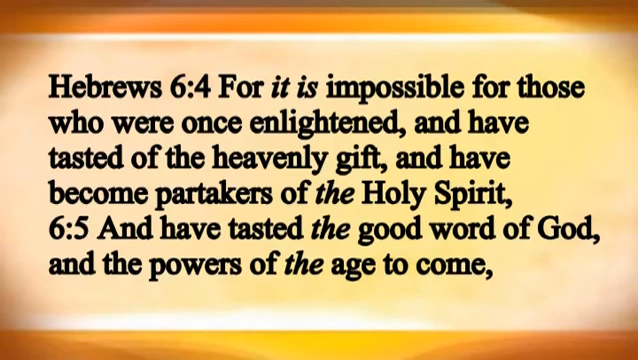 Hebrews 6:4 For it is impossible for those
who were once enlightened, and have
tasted of the heavenly gift, and have
become partakers of the Holy Spirit,
6:5 And have tasted the good word of God,
and the powers of the age to come,